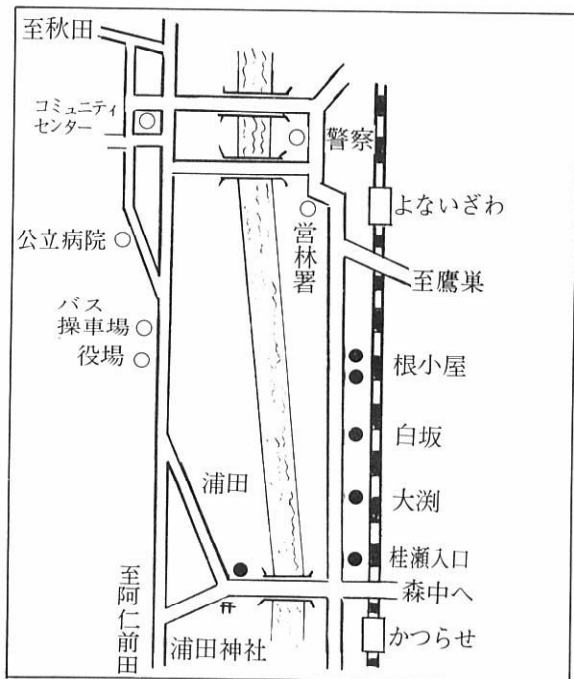 至秋田
コミュニティ
センター
警察
よないざわ
公立病院
営林署
至鷹巣
バス
操車場
役場
根小屋
白坂
浦田
大渕
桂瀬入口
至阿仁前田
森中へ
浦田神社
かつらせ